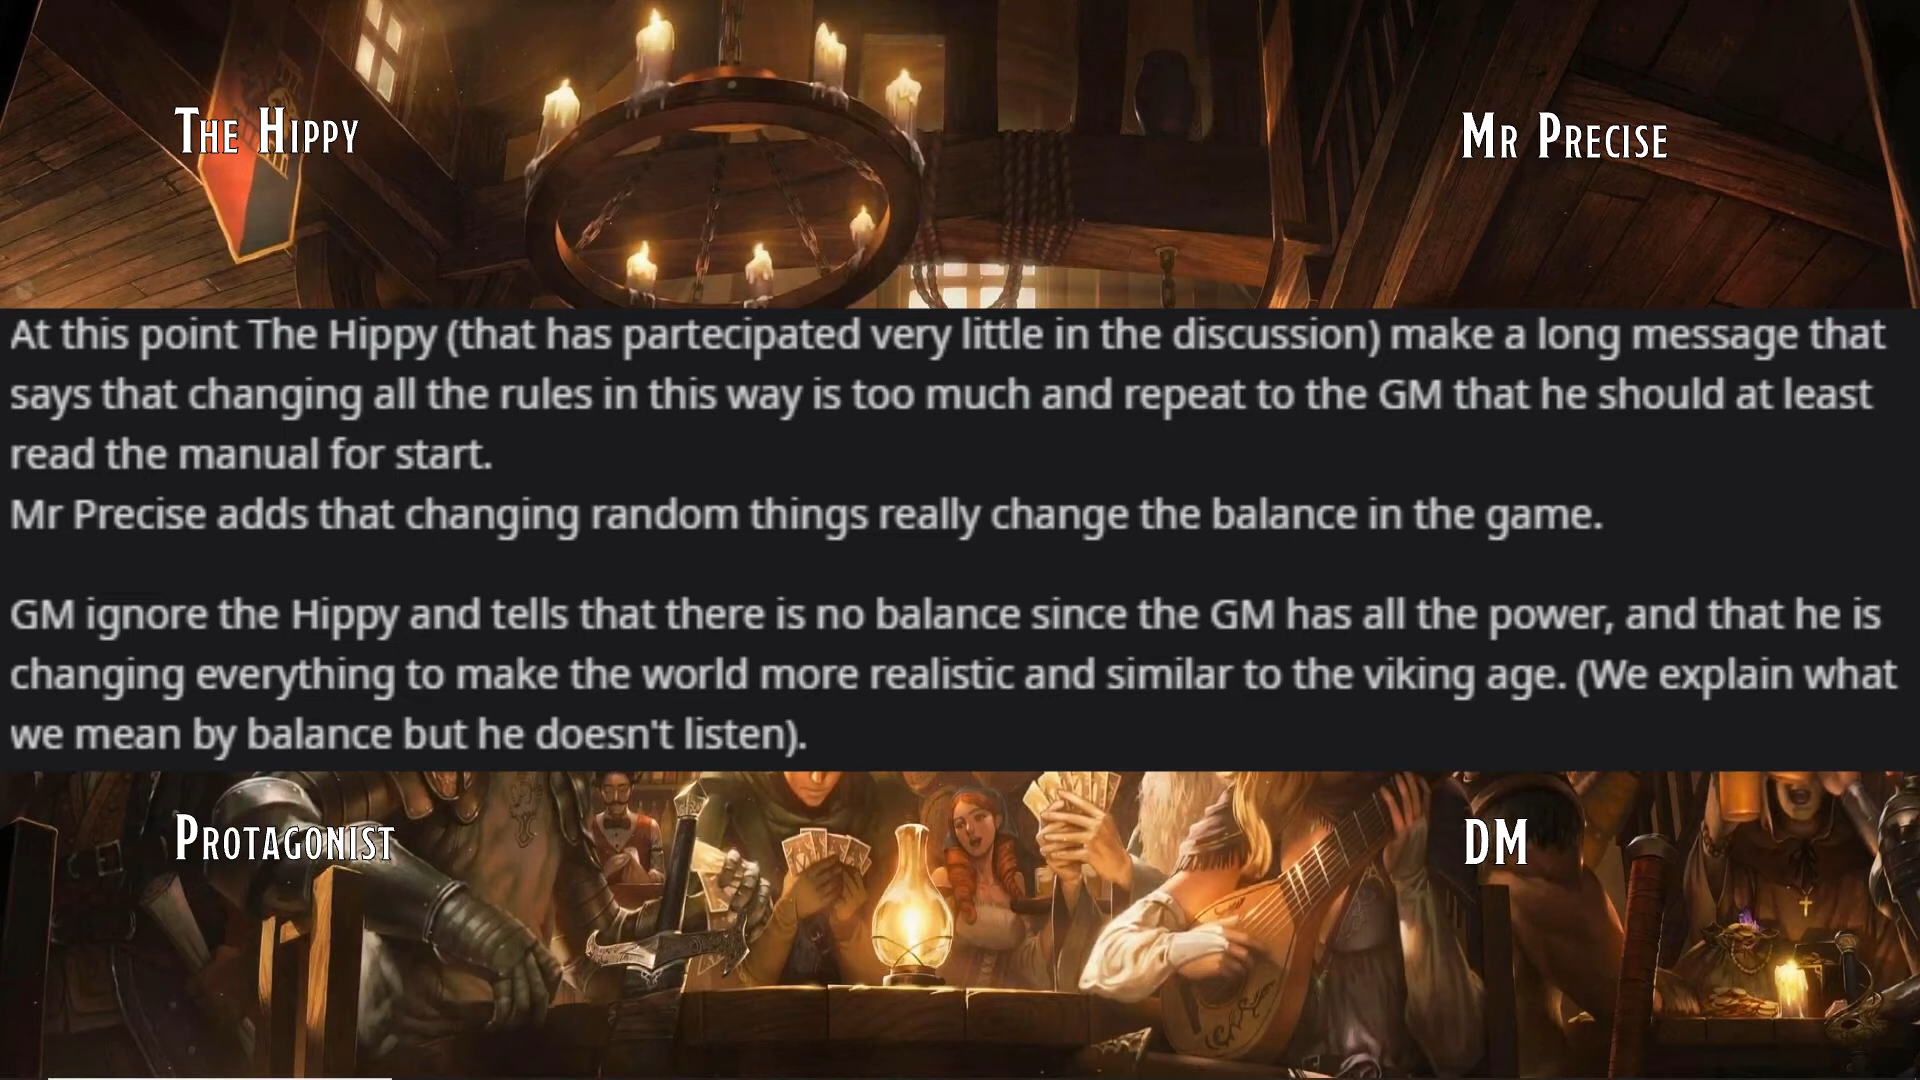 The Hippy
Mr Precise
At this point The Hippy (that has partecipated very little in the discussion) make a long message that
says that changing all the rules in this way is too much and repeat to the GM that he should at least
read the manual for start.
Mr Precise adds that changing random things really change the balance in the game.
GM ignore the Hippy and tells that there is no balance since the GM has all the power, and that he is
changing everything to make the world more realistic and similar to the viking age. (We explain what
we mean by balance but he doesn't listen).
Protagonist
DM